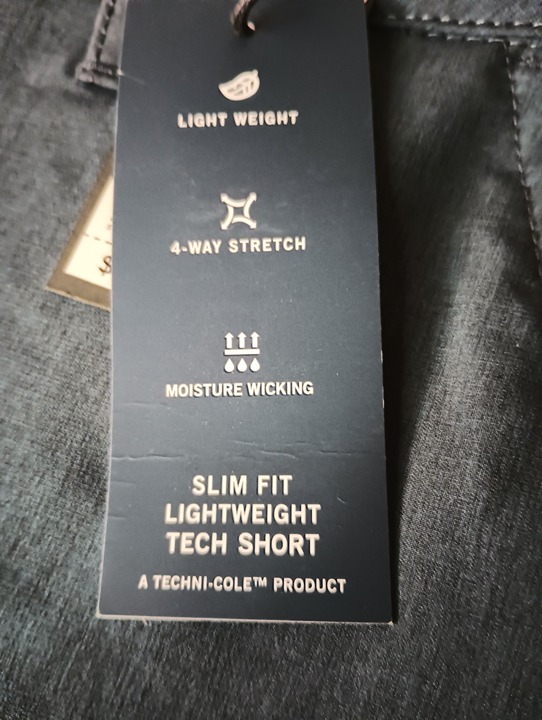 LIGHT WEIGHT
4-WAY STRETCH
$
MOISTURE WICKING
SLIM FIT
LIGHTWEIGHT
TECH SHORT
A TECHNI-COLE™ PRODUCT